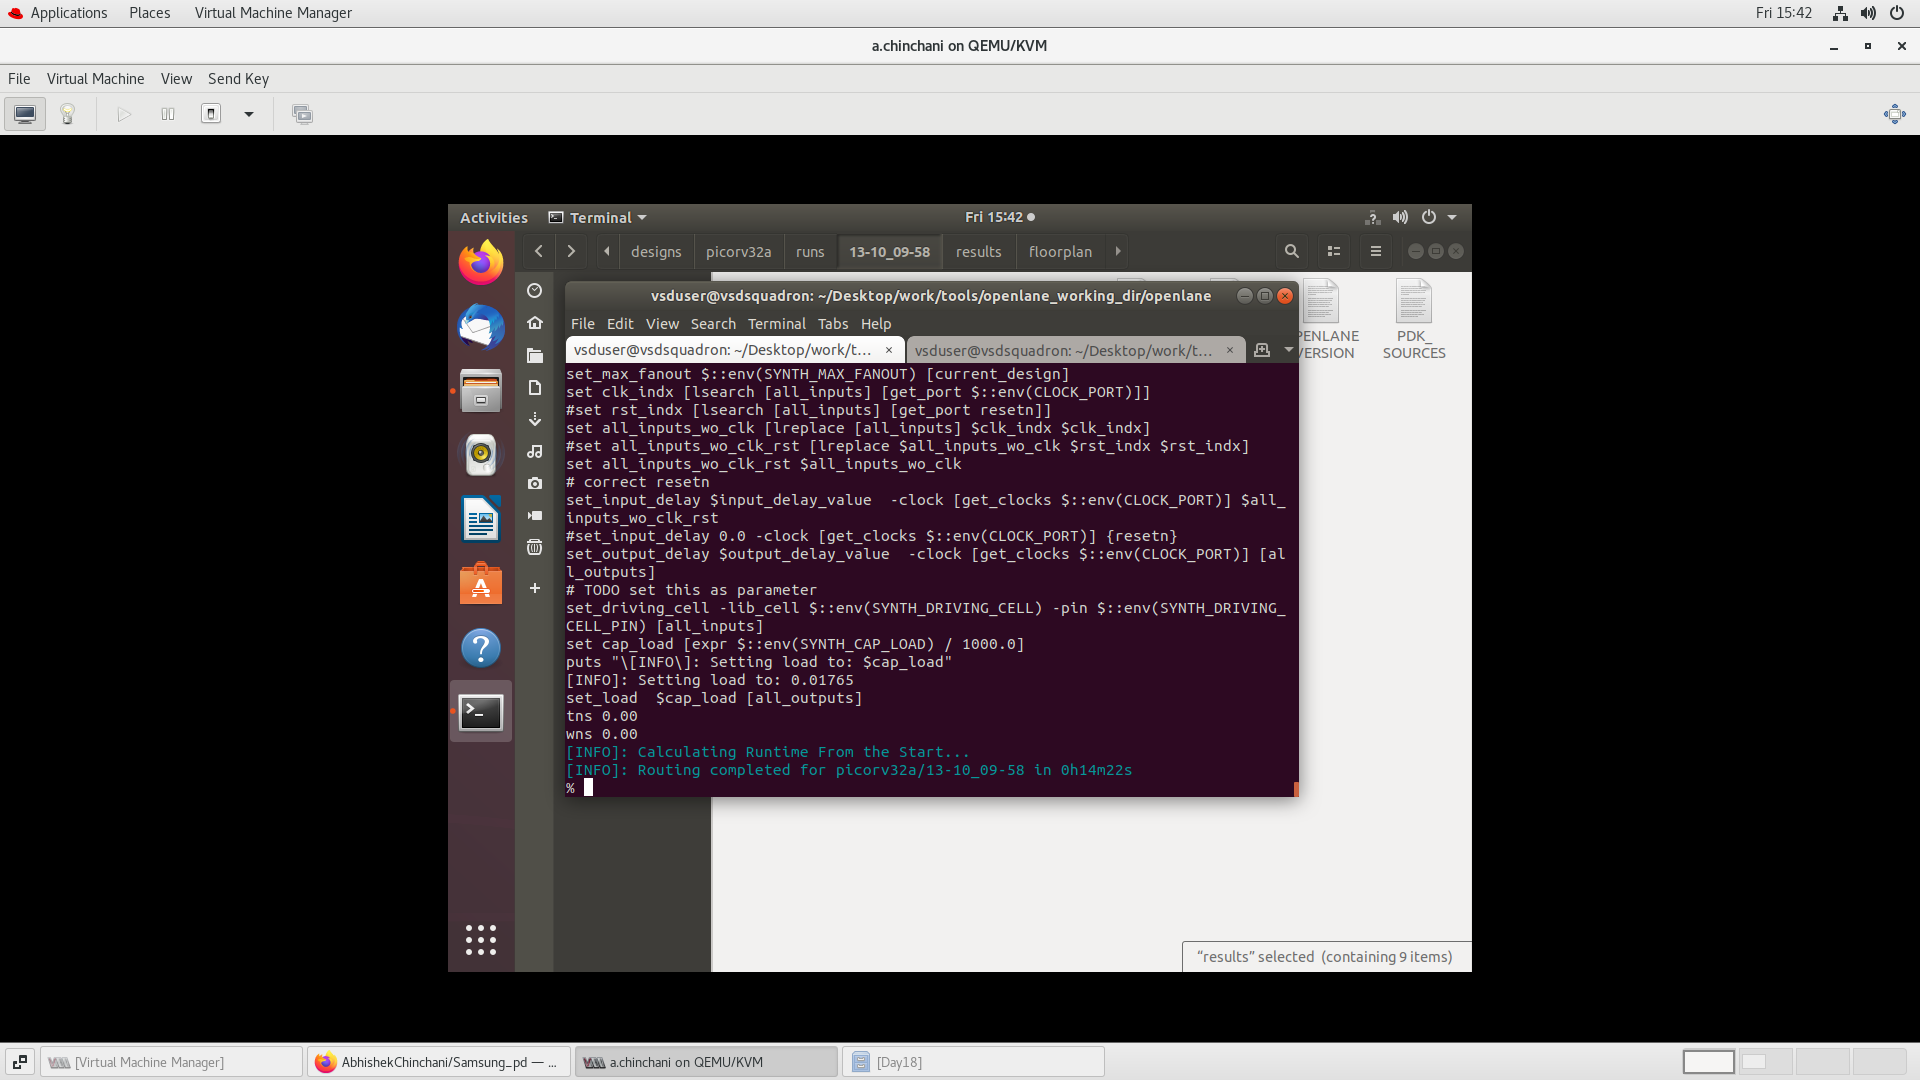 Applications Places Virtual Machine Manager Fri 15:42
a.chinchani on QEMU/KVM
File Virtual Machine View Send Key
Activities Terminal Fri 15:42
designs picorv32a runs 13-10_09-58 results floorplan
vsduser@vsdsquadron: ~/Desktop/work/tools/openlane_working_dir/openlane
File Edit View Search Terminal Tabs Help
vsduser@vsdsquadron: ~/Desktop/work/t... × vsduser@vsdsquadron: ~/Desktop/work/t... ×
PENLANE
VERSION
PDK_
SOURCES
set_max_fanout $::env(SYNTH_MAX_FANOUT) [current_design]
set clk_indx [lsearch [all_inputs] [get_port $::env(CLOCK_PORT)]]
#set rst_indx [lsearch [all_inputs] [get_port resetn]]
set all_inputs_wo_clk [lreplace [all_inputs] $clk_indx $clk_indx]
#set all_inputs_wo_clk_rst [lreplace $all_inputs_wo_clk $rst_indx $rst_indx]
set all_inputs_wo_clk_rst $all_inputs_wo_clk
# correct resetn
set_input_delay $input_delay_value  -clock [get_clocks $::env(CLOCK_PORT)] $all_
inputs_wo_clk_rst
#set_input_delay 0.0 -clock [get_clocks $::env(CLOCK_PORT)] {resetn}
set_output_delay $output_delay_value  -clock [get_clocks $::env(CLOCK_PORT)] [al
l_outputs]
# TODO set this as parameter
set_driving_cell -lib_cell $::env(SYNTH_DRIVING_CELL) -pin $::env(SYNTH_DRIVING_
CELL_PIN) [all_inputs]
set cap_load [expr $::env(SYNTH_CAP_LOAD) / 1000.0]
puts "\[INFO\]: Setting load to: $cap_load"
[INFO]: Setting load to: 0.01765
set_load  $cap_load [all_outputs]
tns 0.00
wns 0.00
[INFO]: Calculating Runtime From the Start...
[INFO]: Routing completed for picorv32a/13-10_09-58 in 0h14m22s
%
"results" selected (containing 9 items)
[Virtual Machine Manager] AbhishekChinchani/Samsung_pd — ... a.chinchani on QEMU/KVM [Day18]